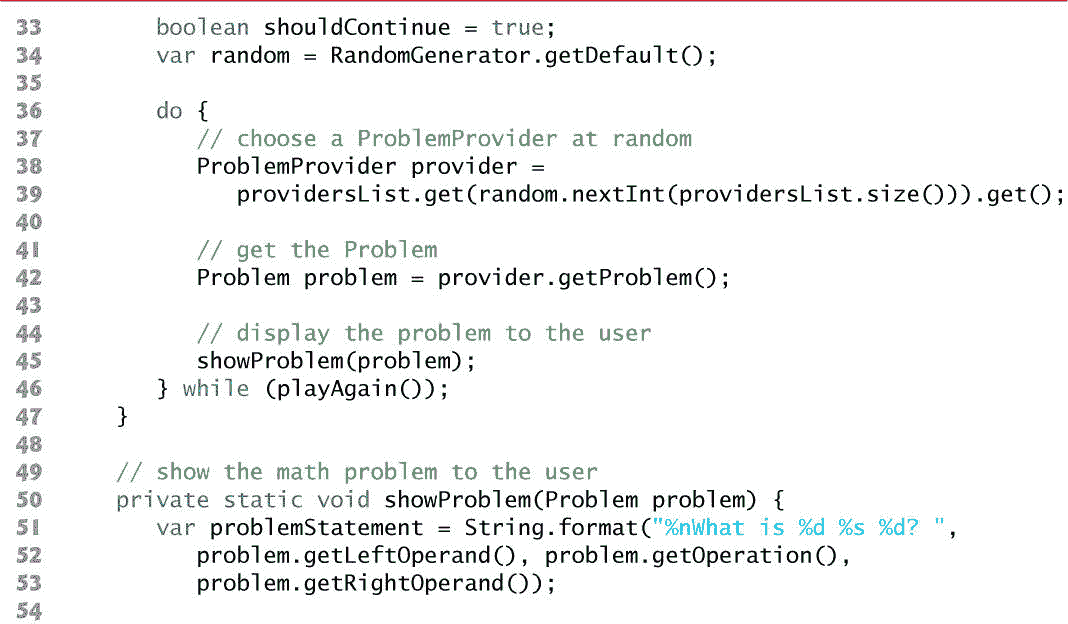 33 boolean shouldContinue = true;
34 var random = RandomGenerator.getDefault();
35
36 do {
37 // choose a ProblemProvider at random
38 ProblemProvider provider =
39 providersList.get(random.nextInt(providersList.size())).get();
40
41 // get the Problem
42 Problem problem = provider.getProblem();
43
44 // display the problem to the user
45 showProblem(problem);
46 } while (playAgain());
47 }
48
49 // show the math problem to the user
50 private static void showProblem(Problem problem) {
51 var problemStatement = String.format("%nWhat is %d %s %d? ",
52 problem.getLeftOperand(), problem.getOperation(),
53 problem.getRightOperand());
54